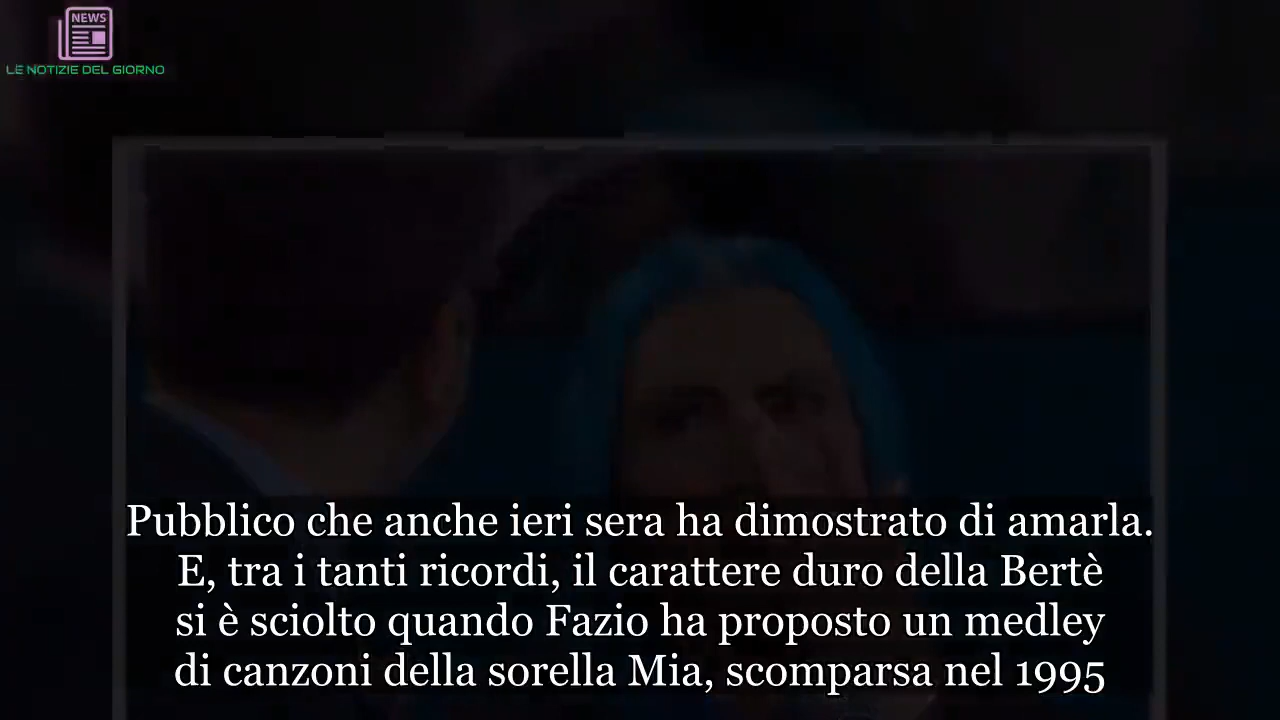 NEWS
LE NOTIZIE DEL GIORNO
Pubblico che anche ieri sera ha dimostrato di amarla.
E, tra i tanti ricordi, il carattere duro della Bertè
si è sciolto quando Fazio ha proposto un medley
di canzoni della sorella Mia, scomparsa nel 1995